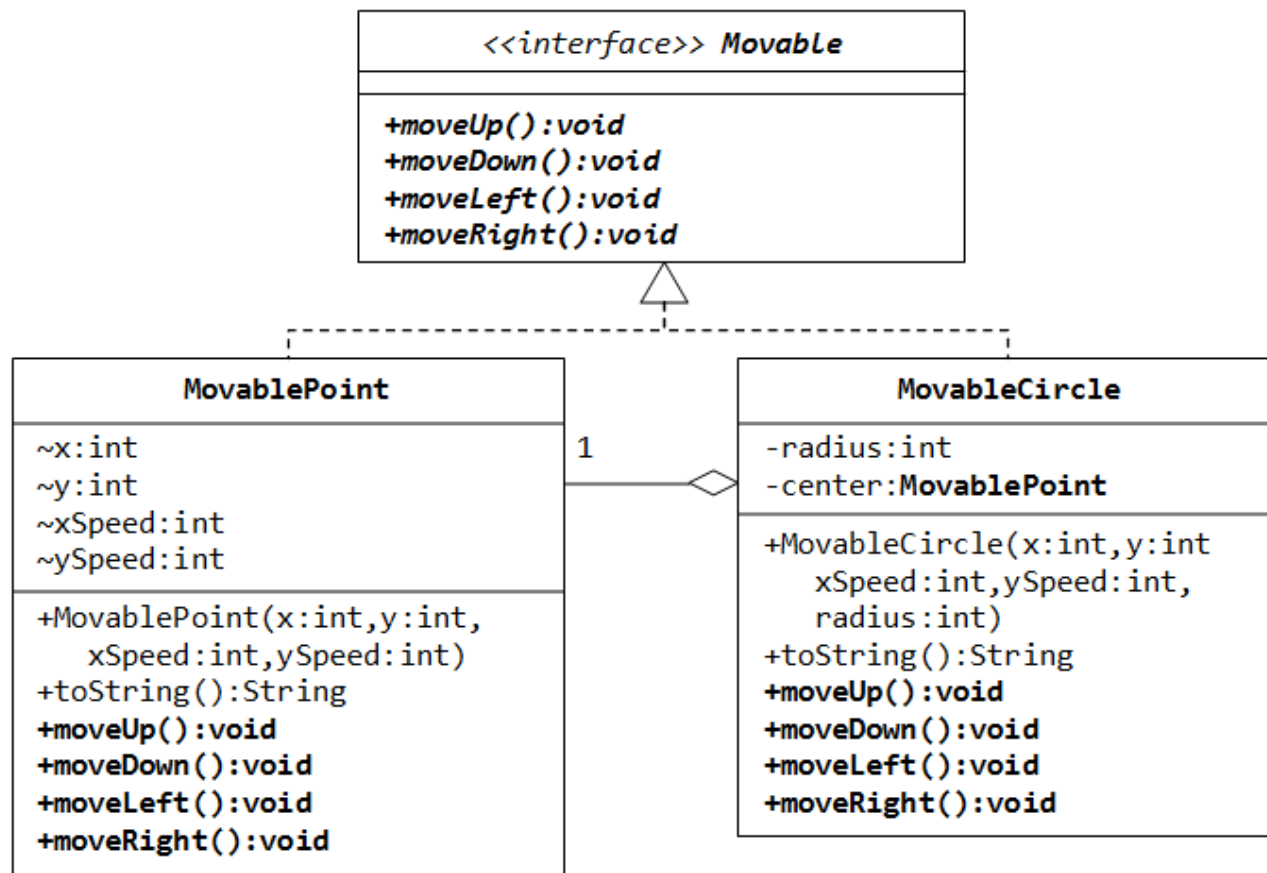 <<interface>> Movable
+moveUp():void
+moveDown():void
+moveLeft():void
+moveRight():void
MovablePoint
~x:int
~y:int
~xSpeed:int
~ySpeed:int
+MovablePoint(x:int,y:int,
xSpeed:int,ySpeed:int)
+toString():String
+moveUp():void
+moveDown():void
+moveLeft():void
+moveRight():void
1
MovableCircle
-radius:int
-center:MovablePoint
+MovableCircle(x:int,y:int
xSpeed:int,ySpeed:int,
radius:int)
+toString():String
+moveUp():void
+moveDown():void
+moveLeft():void
+moveRight():void